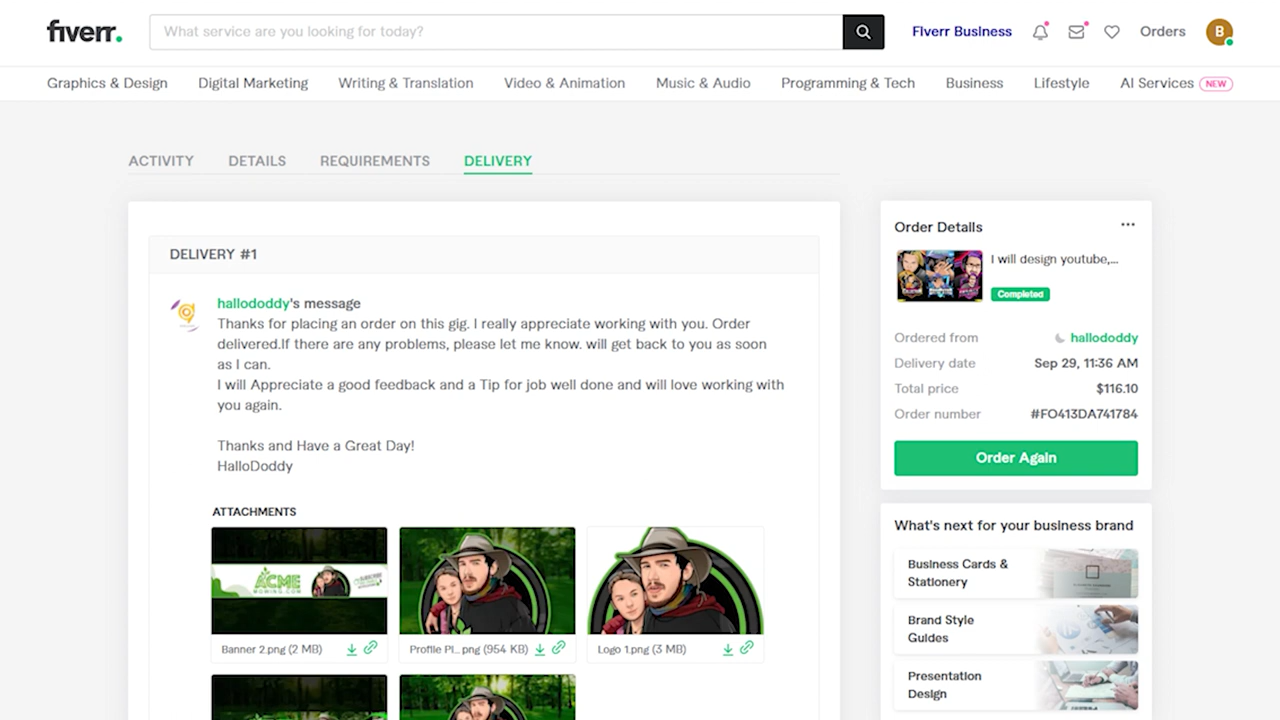 fiverr.
What service are you looking for today?
Fiverr Business
Orders
B
Graphics & Design
Digital Marketing
Writing & Translation
Video & Animation
Music & Audio
Programming & Tech
Business
Lifestyle
AI Services NEW
ACTIVITY
DETAILS
REQUIREMENTS
DELIVERY
DELIVERY #1
hallododdy's message
Thanks for placing an order on this gig. I really appreciate working with you. Order
delivered.If there are any problems, please let me know. will get back to you as soon
as I can.
I will Appreciate a good feedback and a Tip for job well done and will love working with
you again.
Thanks and Have a Great Day!
HalloDoddy
ATTACHMENTS
ACME
MOWING.COM
Banner 2.png (2 MB)
Profile Pl... png (954 KB)
Logo 1.png (3 MB)
Order Details
I will design youtube,...
Completed
Ordered from
hallododdy
Delivery date
Sep 29, 11:36 AM
Total price
$116.10
Order number
#FO413DA741784
Order Again
What's next for your business brand
Business Cards &
Stationery
Brand Style
Guides
Presentation
Design